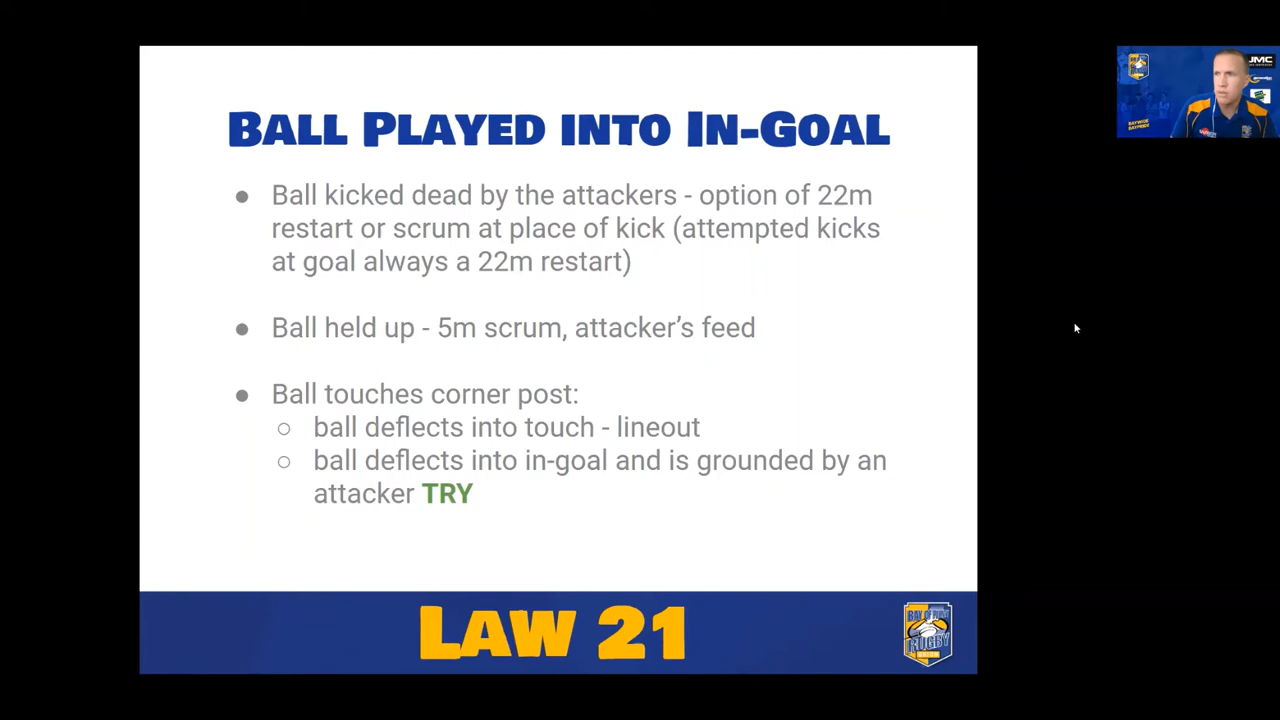 BALL PLAYED INTO IN-GOAL
● Ball kicked dead by the attackers - option of 22m
restart or scrum at place of kick (attempted kicks
at goal always a 22m restart)
● Ball held up - 5m scrum, attacker's feed
● Ball touches corner post:
○ ball deflects into touch - lineout
○ ball deflects into in-goal and is grounded by an
attacker TRY
LAW 21
RUGBY
UNION
JMC